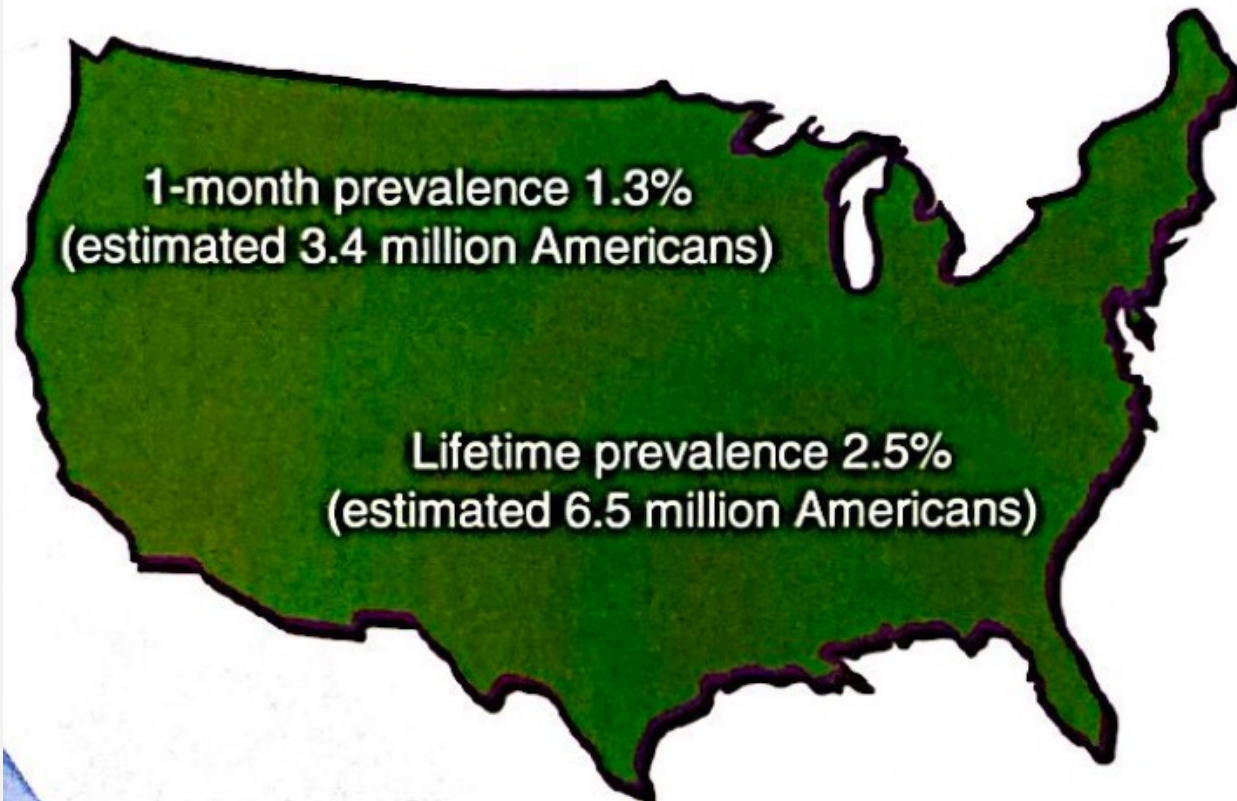 1-month prevalence 1.3%
(estimated 3.4 million Americans)
Lifetime prevalence 2.5%
(estimated 6.5 million Americans)